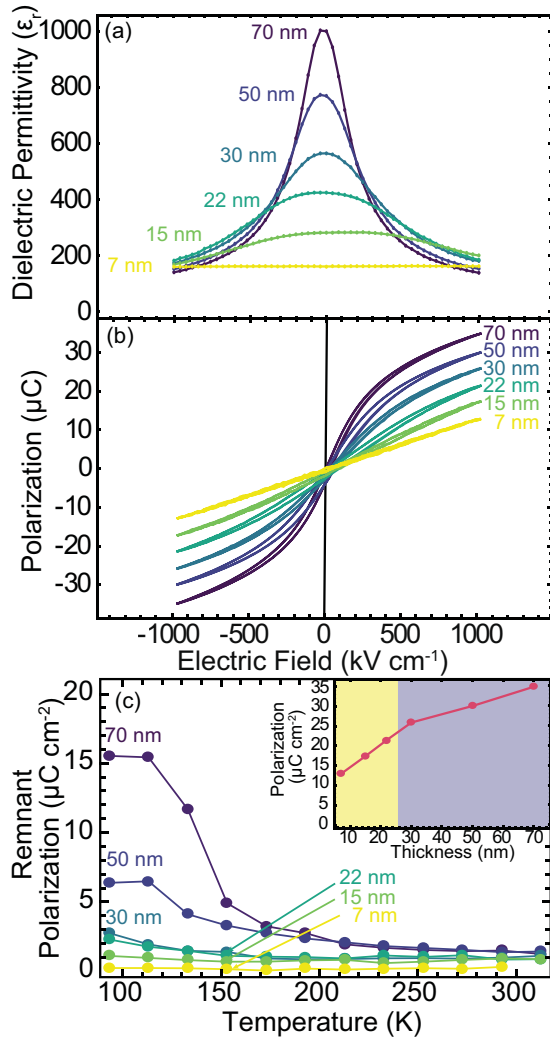 (a)
Dielectric Permittivity (εr)
1000
800
600
400
200
0
70 nm
50 nm
30 nm
22 nm
15 nm
7 nm
(b)
Polarization (µC)
30
20
10
0
-10
-20
-30
70 nm
50 nm
30 nm
22 nm
15 nm
7 nm
-1000 -500 0 500 1000
Electric Field (kV cm-1)
(c)
Remnant
Polarization (µC cm-2)
20
15
10
5
0
70 nm
50 nm
30 nm
22 nm
15 nm
7 nm
Polarization
(µC cm-2)
35
30
25
20
15
10
5
0
10 20 30 40 50 60 70
Thickness (nm)
100 150 200 250 300
Temperature (K)